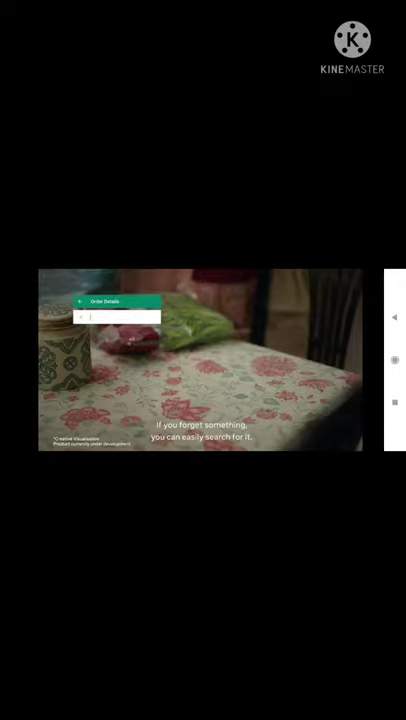 KINEMASTER
Order Details
If you forget something,
you can easily search for it.
*Creative Visualisation
Product currently under development